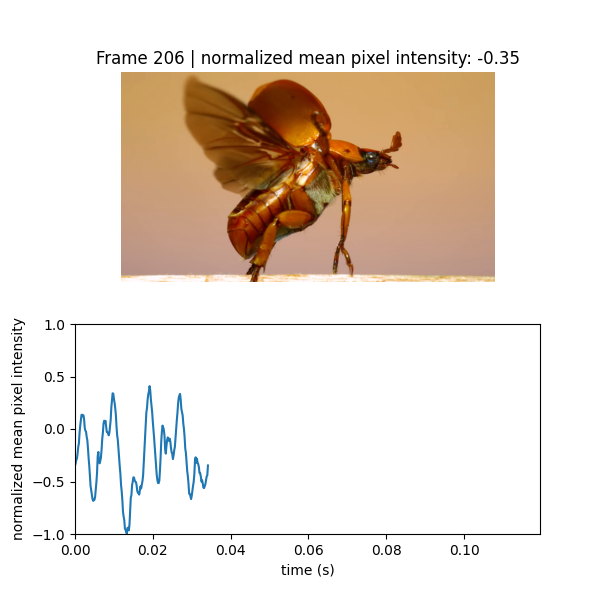 Frame 206 | normalized mean pixel intensity: -0.35
normalized mean pixel intensity
1.0
0.5
0.0
−0.5
−1.0
0.00 0.02 0.04 0.06 0.08 0.10
time (s)